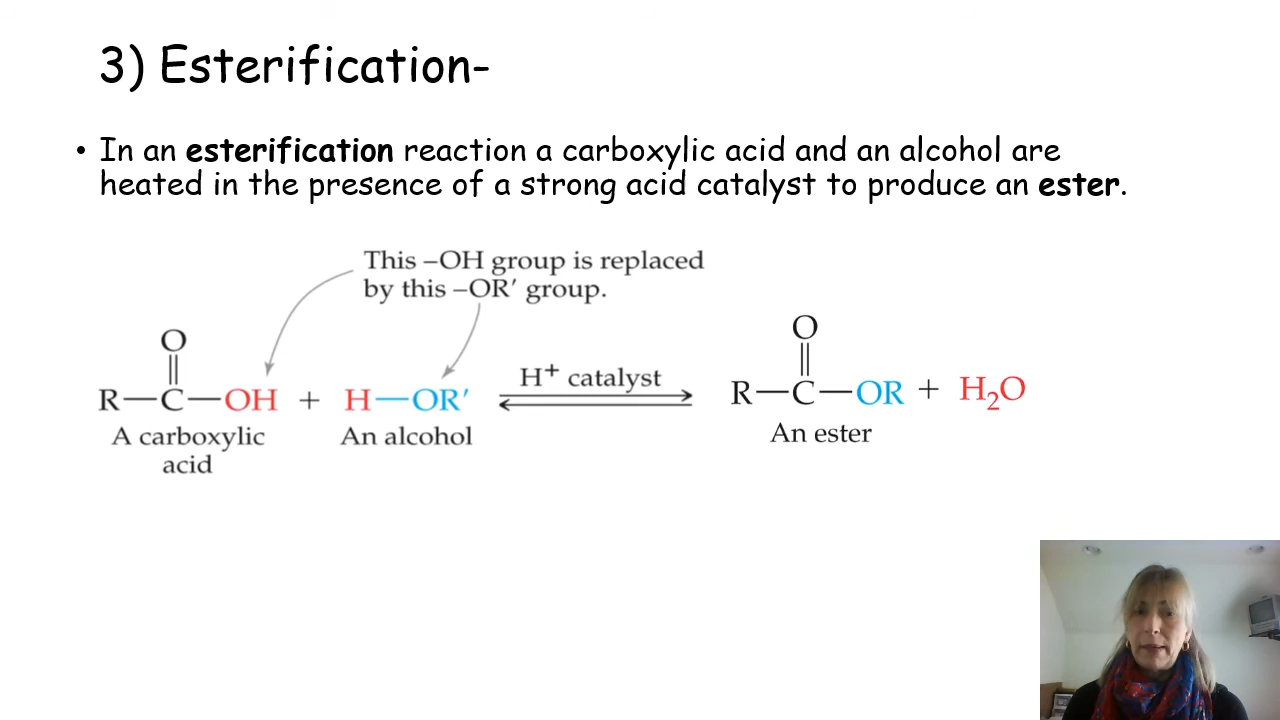 3) Esterification-
• In an esterification reaction a carboxylic acid and an alcohol are
heated in the presence of a strong acid catalyst to produce an ester.
This –OH group is replaced
by this –OR′ group.
O
R—C—OH + H—OR′
H⁺ catalyst
A carboxylic
acid
An alcohol
O
R—C—OR + H₂O
An ester